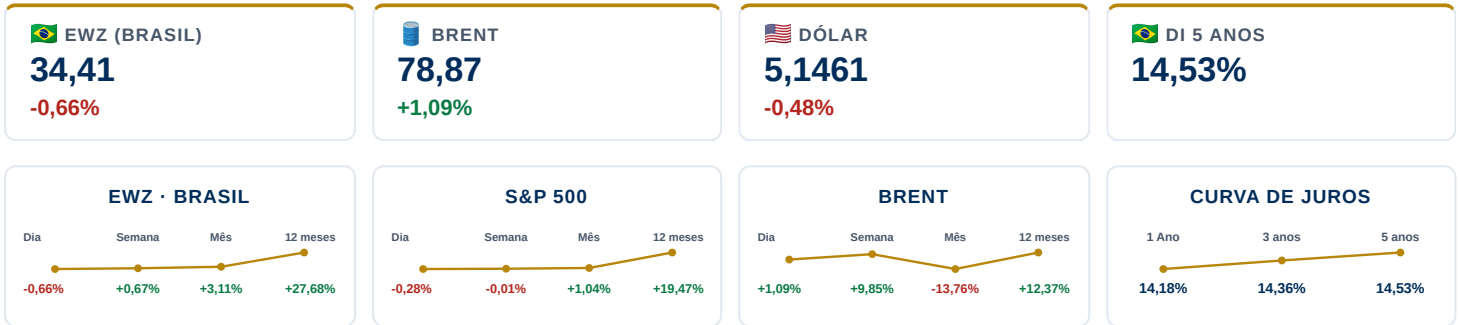 EWZ (BRASIL)
34,41
-0,66%
BRENT
78,87
+1,09%
DÓLAR
5,1461
-0,48%
DI 5 ANOS
14,53%
EWZ · BRASIL
Dia Semana Mês 12 meses
-0,66% +0,67% +3,11% +27,68%
S&P 500
Dia Semana Mês 12 meses
-0,28% -0,01% +1,04% +19,47%
BRENT
Dia Semana Mês 12 meses
+1,09% +9,85% -13,76% +12,37%
CURVA DE JUROS
1 Ano 3 anos 5 anos
14,18% 14,36% 14,53%